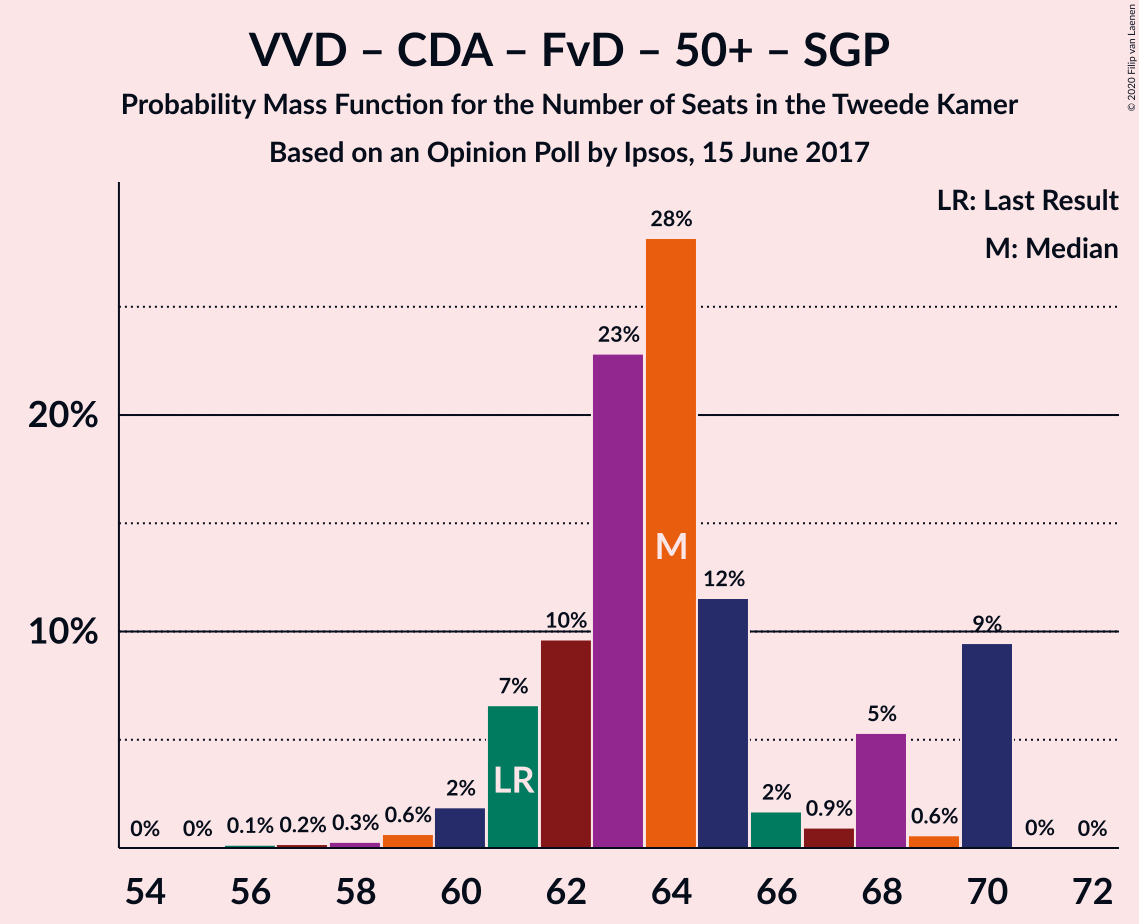 VVD – CDA – FvD – 50+ – SGP
Probability Mass Function for the Number of Seats in the Tweede Kamer
Based on an Opinion Poll by Ipsos, 15 June 2017
© 2020 Filip van Laenen
LR: Last Result
M: Median
28%
23%
20%
M
12%
10%
10%
9%
7%
5%
LR
2%
2%
0.9%
0.6%
0.6%
0% 0% 0.1% 0.2% 0.3%
0% 0%
54 56 58 60 62 64 66 68 70 72